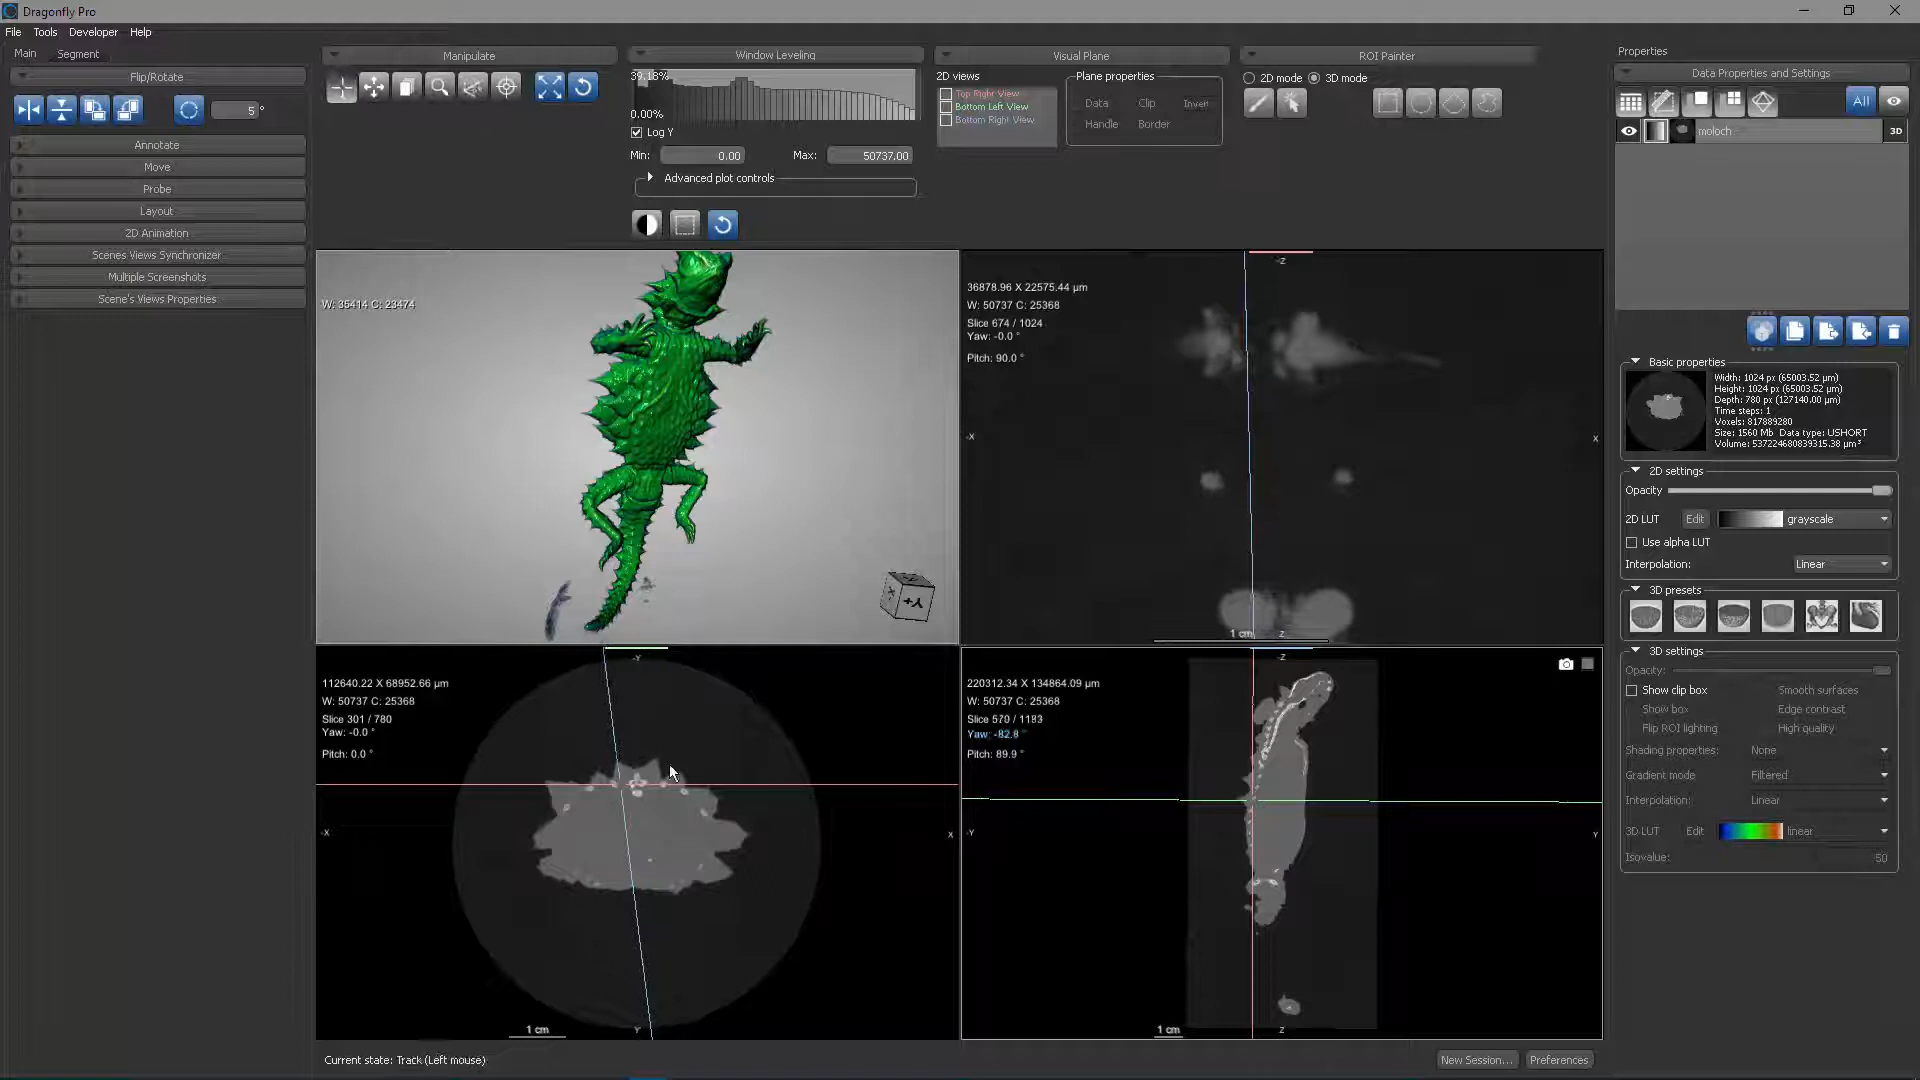 Dragonfly Pro
File Tools Developer Help
Main Segment
Flip/Rotate
5 °
Annotate
Move
Probe
Layout
2D Animation
Scenes Views Synchronizer
Multiple Screenshots
Scene's Views Properties
Manipulate
Window Leveling
39.18%
0.00%
Log Y
Min: 0.00 Max: 50737.00
Advanced plot controls
Visual Plane
2D views
Top Right View
Bottom Left View
Bottom Right View
Plane properties
Data Clip Invert
Handle Border
ROI Painter
2D mode 3D mode
W: 35414 C: 23474
Y+
X
36878.96 X 22575.44 µm
W: 50737 C: 25368
Slice 674 / 1024
Yaw: -0.0 °
Pitch: 90.0 °
-Z
-X
X
1 cm
Z
112640.22 X 68952.66 µm
W: 50737 C: 25368
Slice 301 / 780
Yaw: -0.0 °
Pitch: 0.0 °
-Y
-X
X
1 cm
Y
220312.34 X 134864.09 µm
W: 50737 C: 25368
Slice 570 / 1183
Yaw: -82.8 °
Pitch: 89.9 °
-Z
-Y
Y
1 cm
Z
Current state: Track (Left mouse)
New Session... Preferences
Properties
Data Properties and Settings
All
moloch 3D
Basic properties
Width: 1024 px (65003.52 µm)
Height: 1024 px (65003.52 µm)
Depth: 780 px (127140.00 µm)
Time steps: 1
Voxels: 817889280
Size: 1560 Mb Data type: USHORT
Volume: 537224680839315.38 µm³
2D settings
Opacity
2D LUT Edit grayscale
Use alpha LUT
Interpolation: Linear
3D presets
3D settings
Opacity:
Show clip box Smooth surfaces
Show box Edge contrast
Flip ROI lighting High quality
Shading properties: None
Gradient mode Filtered
Interpolation: Linear
3D LUT Edit linear
Isovalue: 50